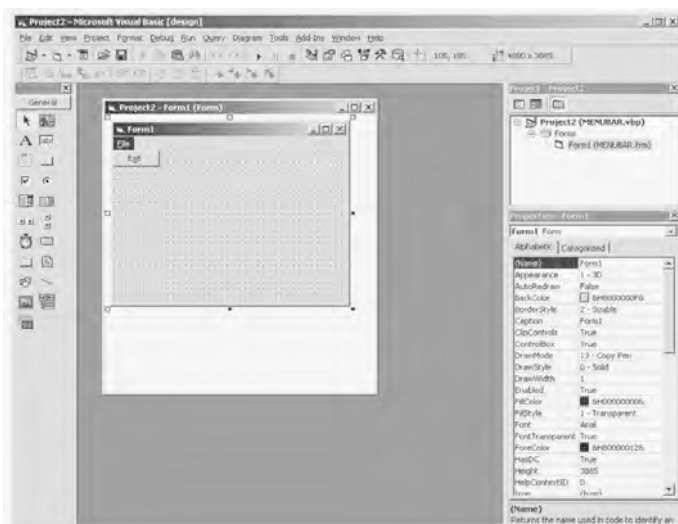 Project2 - Microsoft Visual Basic [design]
File Edit View Project Format Debug Run Query Diagram Tools Add-Ins Window Help
General
Project2 - Form1 (Form)
Form1
File
Exit
Project2 (MENUBAR.vbp)
Forms
Form1 (MENUBAR.frm)
Properties - Form1
Form1 Form
Alphabetic Categorized
(Name) Form1
Appearance 1 - 3D
AutoRedraw False
BackColor
BorderStyle 2 - Sizable
Caption Form1
ClipControls True
ControlBox True
DrawMode 13 - Copy Pen
DrawStyle 0 - Solid
DrawWidth 1
Enabled True
FillColor
FillStyle 1 - Transparent
Font Arial
FontTransparent True
ForeColor
HasDC True
Height 3885
HelpContextID 0
Icon (Icon)
(Name)
Returns the name used in code to identify an